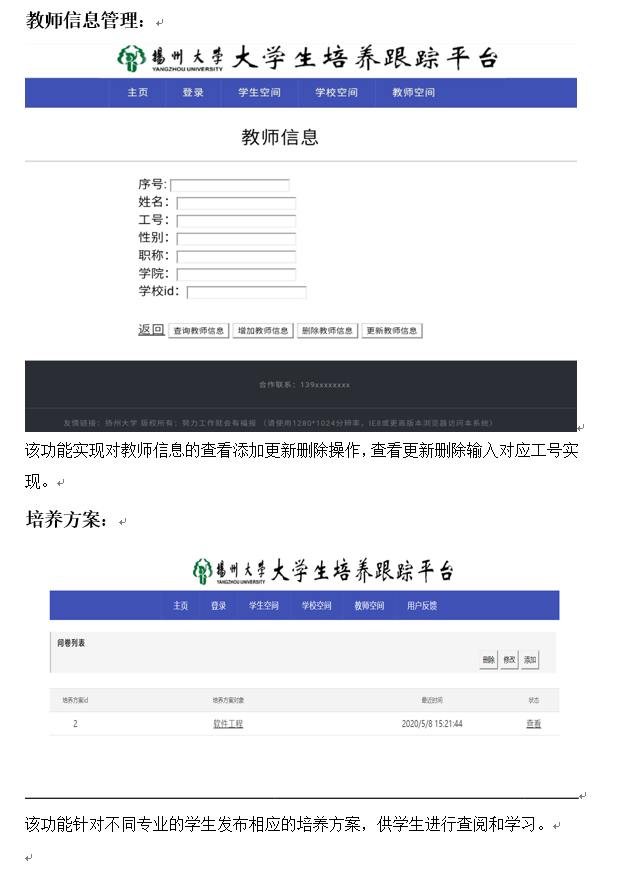 教师信息管理：
揚州大学 大学生培养跟踪平台
YANGZHOU UNIVERSITY
主页 登录 学生空间 学校空间 教师空间
教师信息
序号:
姓名：
工号：
性别：
职称：
学院：
学校id：
返回 查询教师信息 增加教师信息 删除教师信息 更新教师信息
合作联系：139xxxxxxxx
友情链接：扬州大学 版权所有：努力工作就会有福报 （请使用1280*1024分辨率，IE8或更高版本浏览器访问本系统）
该功能实现对教师信息的查看添加更新删除操作，查看更新删除输入对应工号实
现。
培养方案：
揚州大学 大学生培养跟踪平台
YANGZHOU UNIVERSITY
主页 登录 学生空间 学校空间 教师空间 用户反馈
问卷列表
删除 修改 添加
培养方案id 培养方案对象 最近时间 状态
2 软件工程 2020/5/8 15:21:44 查看
该功能针对不同专业的学生发布相应的培养方案，供学生进行查阅和学习。